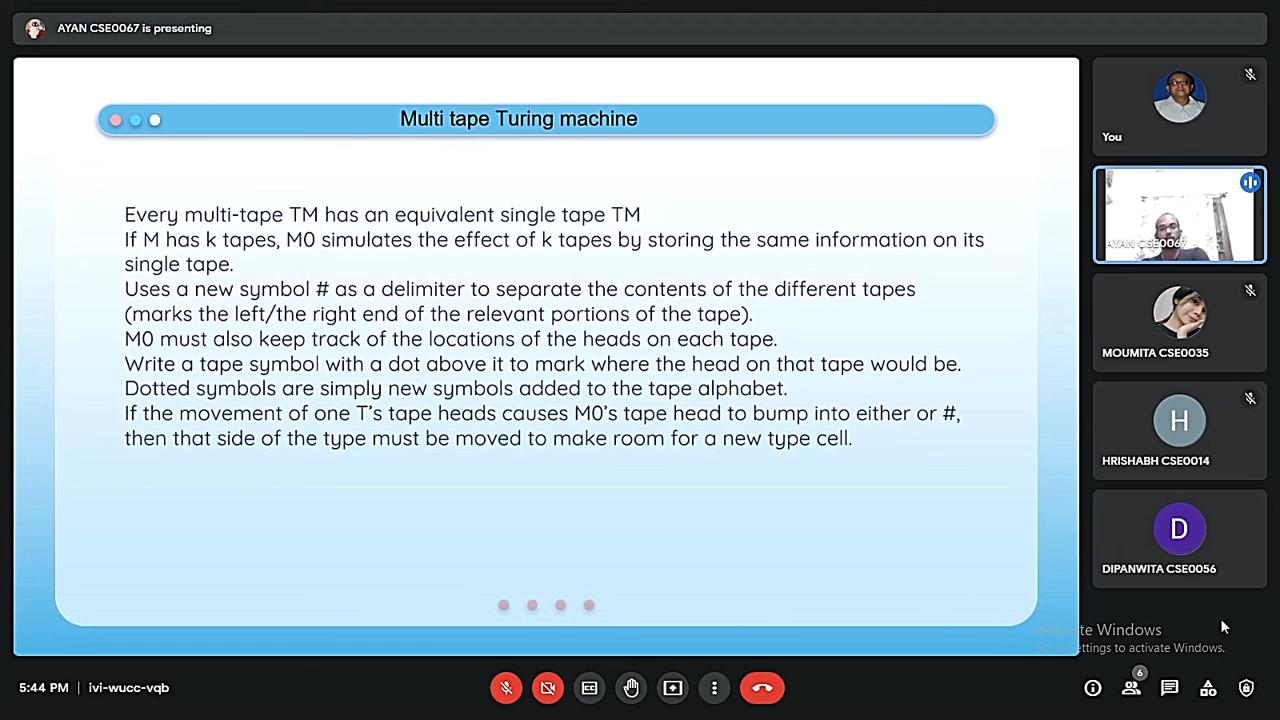 AYAN CSE0067 is presenting
Multi tape Turing machine
Every multi-tape TM has an equivalent single tape TM
If M has k tapes, M0 simulates the effect of k tapes by storing the same information on its
single tape.
Uses a new symbol # as a delimiter to separate the contents of the different tapes
(marks the left/the right end of the relevant portions of the tape).
M0 must also keep track of the locations of the heads on each tape.
Write a tape symbol with a dot above it to mark where the head on that tape would be.
Dotted symbols are simply new symbols added to the tape alphabet.
If the movement of one T’s tape heads causes M0’s tape head to bump into either or #,
then that side of the type must be moved to make room for a new type cell.
You
AYAN CSE0067
MOUMITA CSE0035
H
HRISHABH CSE0014
D
DIPANWITA CSE0056
Activate Windows
to activate Windows.
5:44 PM | ivi-wucc-vqb
6